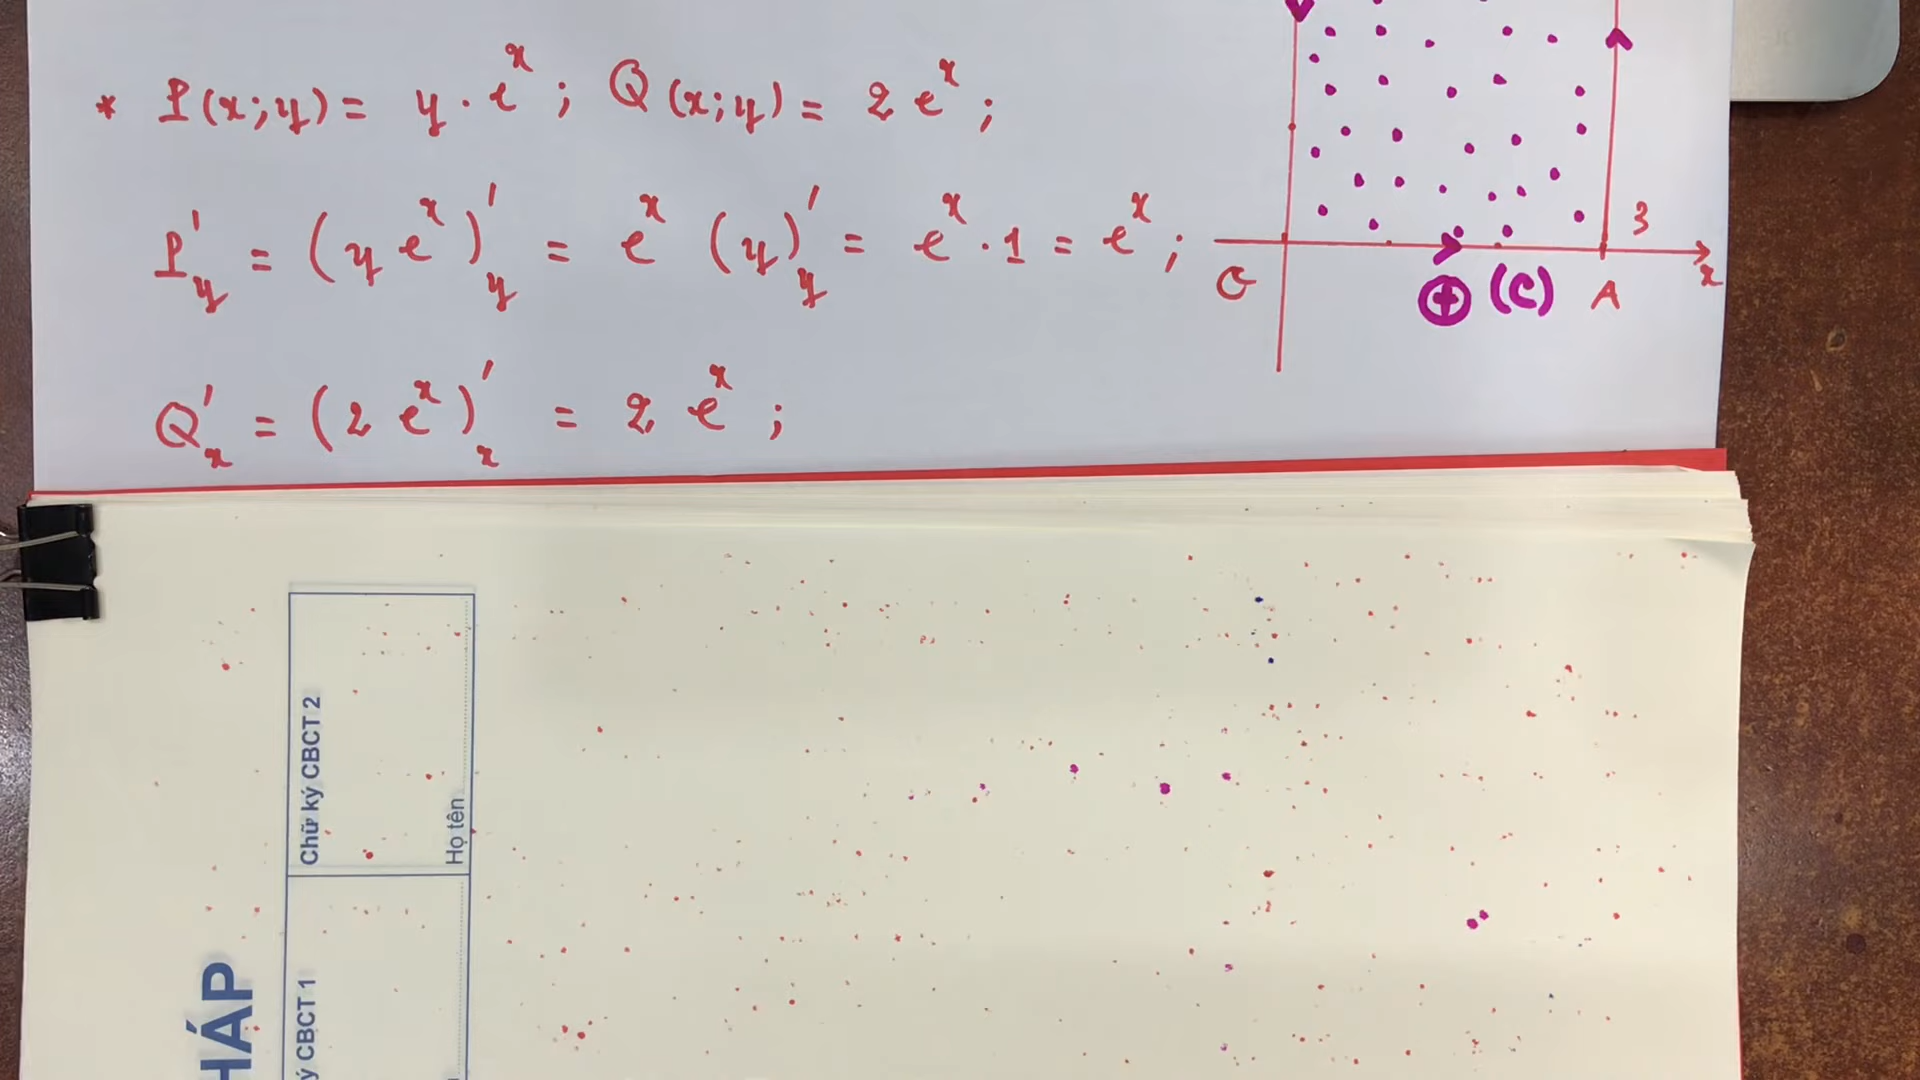 * P(x;y) = y . e^x ; Q(x;y) = 2 e^x ;
P'_y = (y e^x)'_y = e^x (y)'_y = e^x . 1 = e^x ;
Q'_x = (2 e^x)'_x = 2 e^x ;
3
O
⊕ (C)
A
x
Chữ ký CBCT 2
Họ tên
ý CBCT 1
HÁP